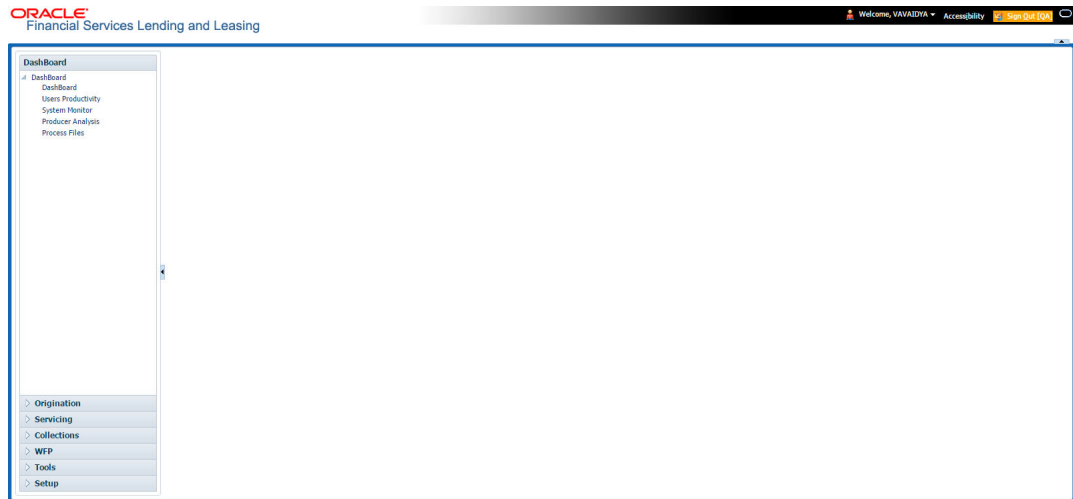 ORACLE
Financial Services Lending and Leasing
Welcome, VAVAIDYA Accessibility Sign Out [QA]
DashBoard
DashBoard
DashBoard
Users Productivity
System Monitor
Producer Analysis
Process Files
Origination
Servicing
Collections
WFP
Tools
Setup